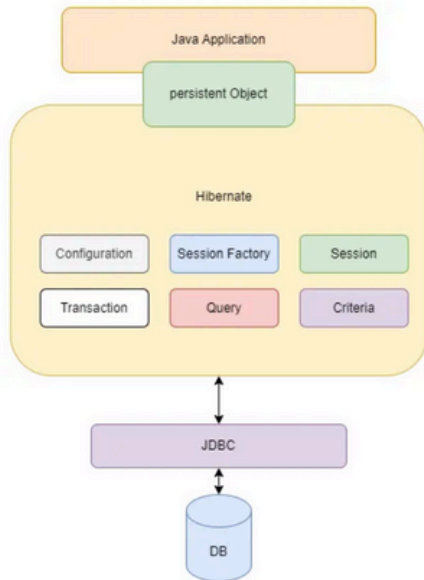 Java Application
persistent Object
Hibernate
Configuration
Session Factory
Session
Transaction
Query
Criteria
JDBC
DB